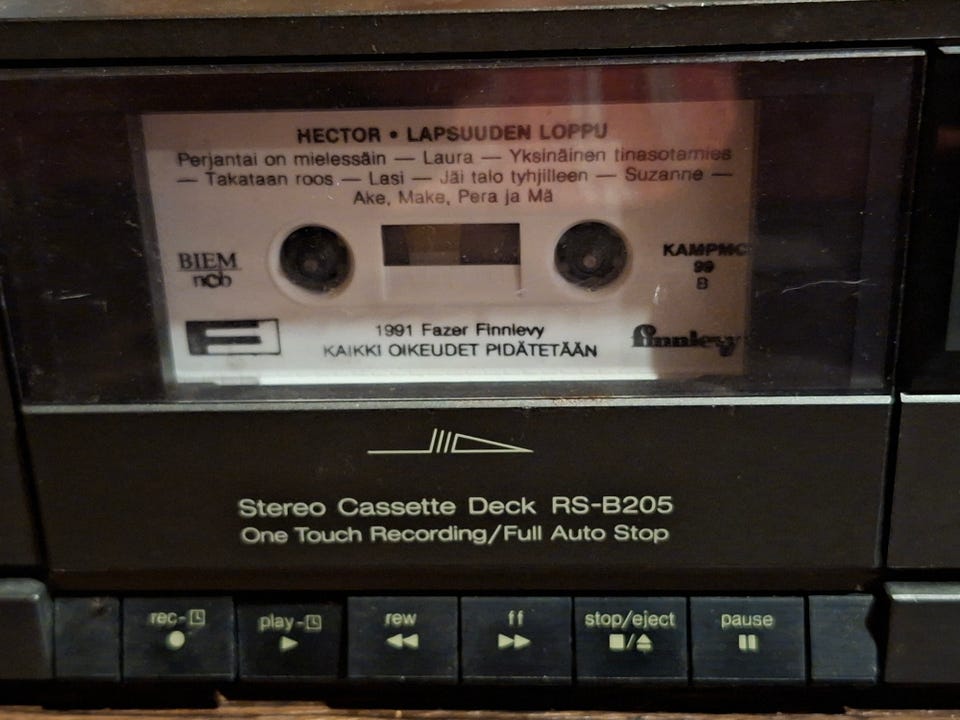 HECTOR • LAPSUUDEN LOPPU
Perjantai on mielessäin — Laura — Yksinäinen tinasotamies
— Takataan roos — Lasi — Jäi talo tyhjilleen — Suzanne —
Ake, Make, Pera ja Mä
BIEM
ncb
KAMPMC
99
B
1991 Fazer Finnlevy
KAIKKI OIKEUDET PIDÄTETÄÄN
finnlevy
Stereo Cassette Deck RS-B205
One Touch Recording/Full Auto Stop
rec-
play-
rew
ff
stop/eject
pause